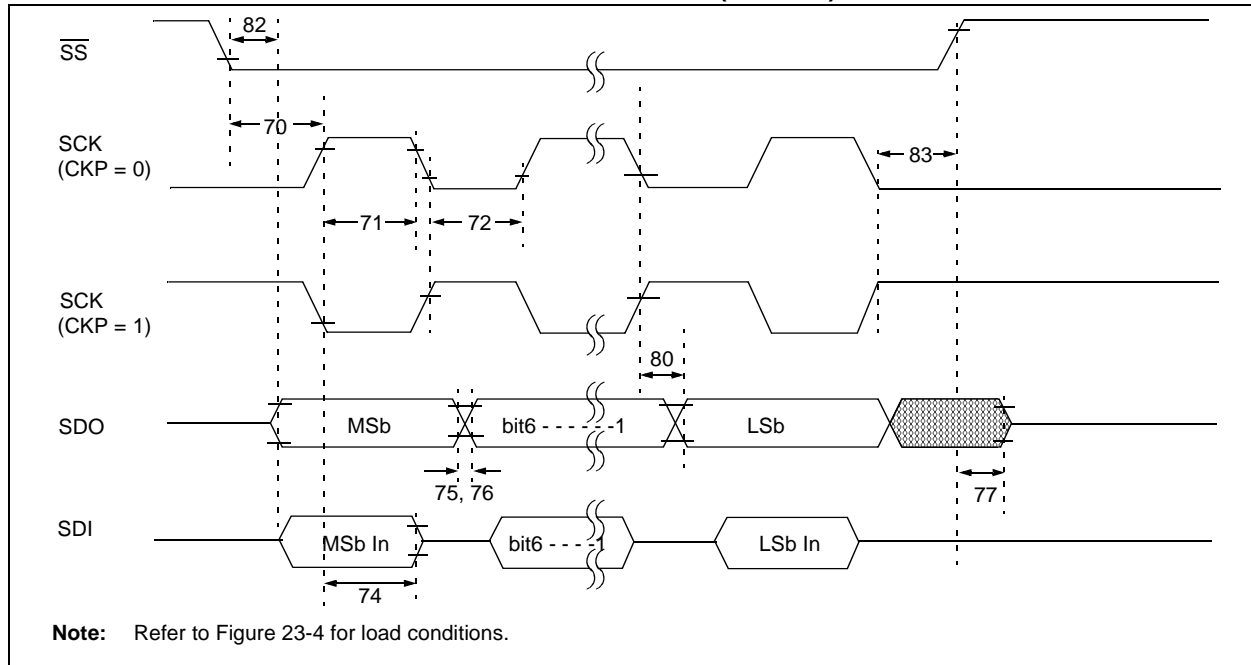 82
SS
70
SCK
(CKP = 0)
83
71
72
SCK
(CKP = 1)
80
SDO
MSb
bit6 - - - - - -1
LSb
75, 76
77
SDI
MSb In
bit6 - - - -1
LSb In
74
Note: Refer to Figure 23-4 for load conditions.